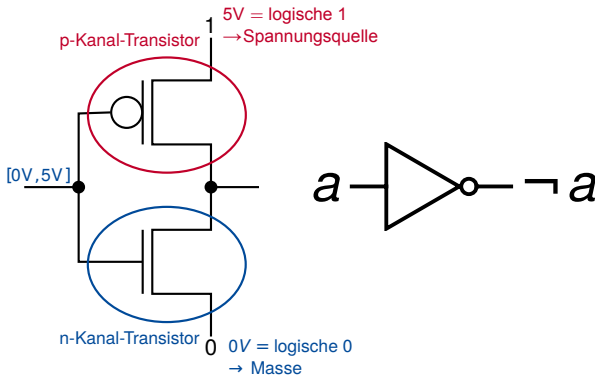 1
5V = logische 1
→Spannungsquelle
p-Kanal-Transistor
[0V,5V]
a
¬ a
n-Kanal-Transistor
0
0V = logische 0
→ Masse